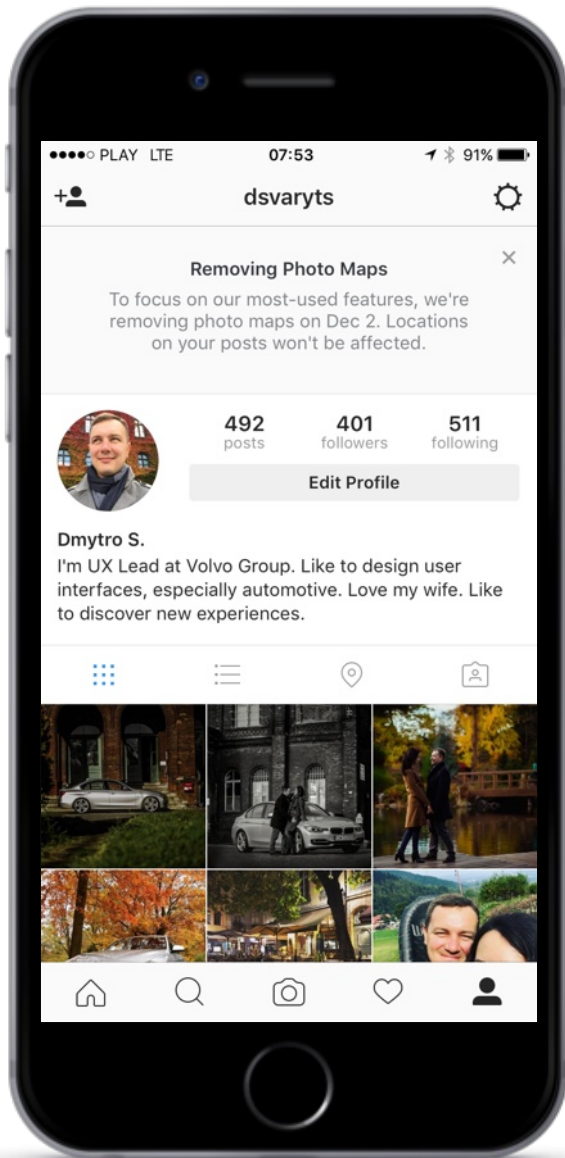 PLAY LTE 07:53 91%
dsvaryts
Removing Photo Maps
To focus on our most-used features, we're
removing photo maps on Dec 2. Locations
on your posts won't be affected.
492 401 511
posts followers following
Edit Profile
Dmytro S.
I'm UX Lead at Volvo Group. Like to design user
interfaces, especially automotive. Love my wife. Like
to discover new experiences.